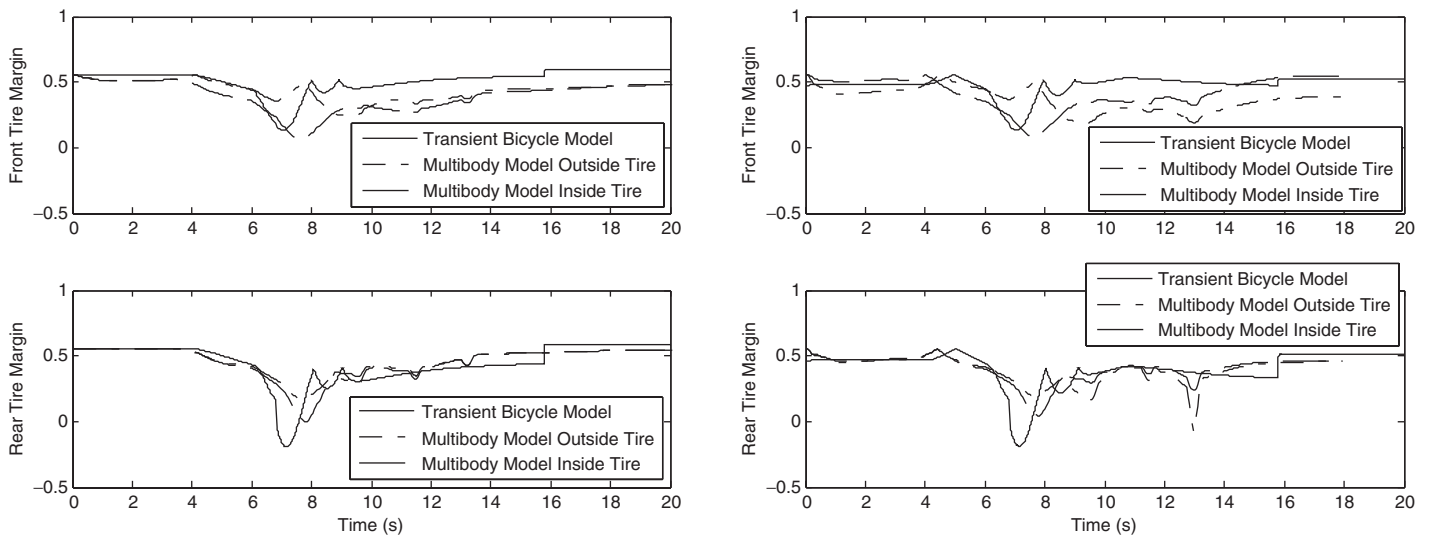 Front Tire Margin
1
0.5
0
−0.5
Transient Bicycle Model
Multibody Model Outside Tire
Multibody Model Inside Tire
0 2 4 6 8 10 12 14 16 18 20
Front Tire Margin
1
0.5
0
−0.5
Transient Bicycle Model
Multibody Model Outside Tire
Multibody Model Inside Tire
0 2 4 6 8 10 12 14 16 18 20
Rear Tire Margin
1
0.5
0
−0.5
Transient Bicycle Model
Multibody Model Outside Tire
Multibody Model Inside Tire
0 2 4 6 8 10 12 14 16 18 20
Time (s)
Rear Tire Margin
1
0.5
0
−0.5
Transient Bicycle Model
Multibody Model Outside Tire
Multibody Model Inside Tire
0 2 4 6 8 10 12 14 16 18 20
Time (s)